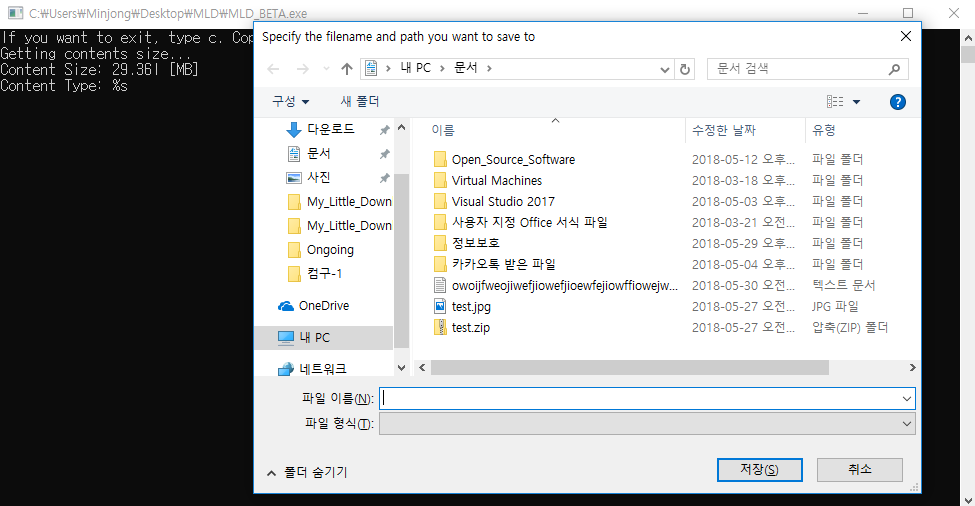 C:₩Users₩Minjong₩Desktop₩MLD₩MLD_BETA.exe
If you want to exit, type c. Cop
Getting contents size...
Content Size: 29.36l [MB]
Content Type: %s
Specify the filename and path you want to save to
내 PC > 문서 >
문서 검색
구성
새 폴더
다운로드
문서
사진
My_Little_Down
My_Little_Down
Ongoing
컴구-1
OneDrive
내 PC
네트워크
이름 수정한 날짜 유형
Open_Source_Software 2018-05-12 오후... 파일 폴더
Virtual Machines 2018-03-18 오후... 파일 폴더
Visual Studio 2017 2018-05-03 오후... 파일 폴더
사용자 지정 Office 서식 파일 2018-03-21 오전... 파일 폴더
정보보호 2018-05-29 오후... 파일 폴더
카카오톡 받은 파일 2018-05-04 오후... 파일 폴더
owoijfweojiwefjiowefjioewfejiowffiowejw... 2018-05-30 오전... 텍스트 문서
test.jpg 2018-05-27 오전... JPG 파일
test.zip 2018-05-27 오전... 압축(ZIP) 폴더
파일 이름(N):
파일 형식(T):
폴더 숨기기
저장(S)
취소